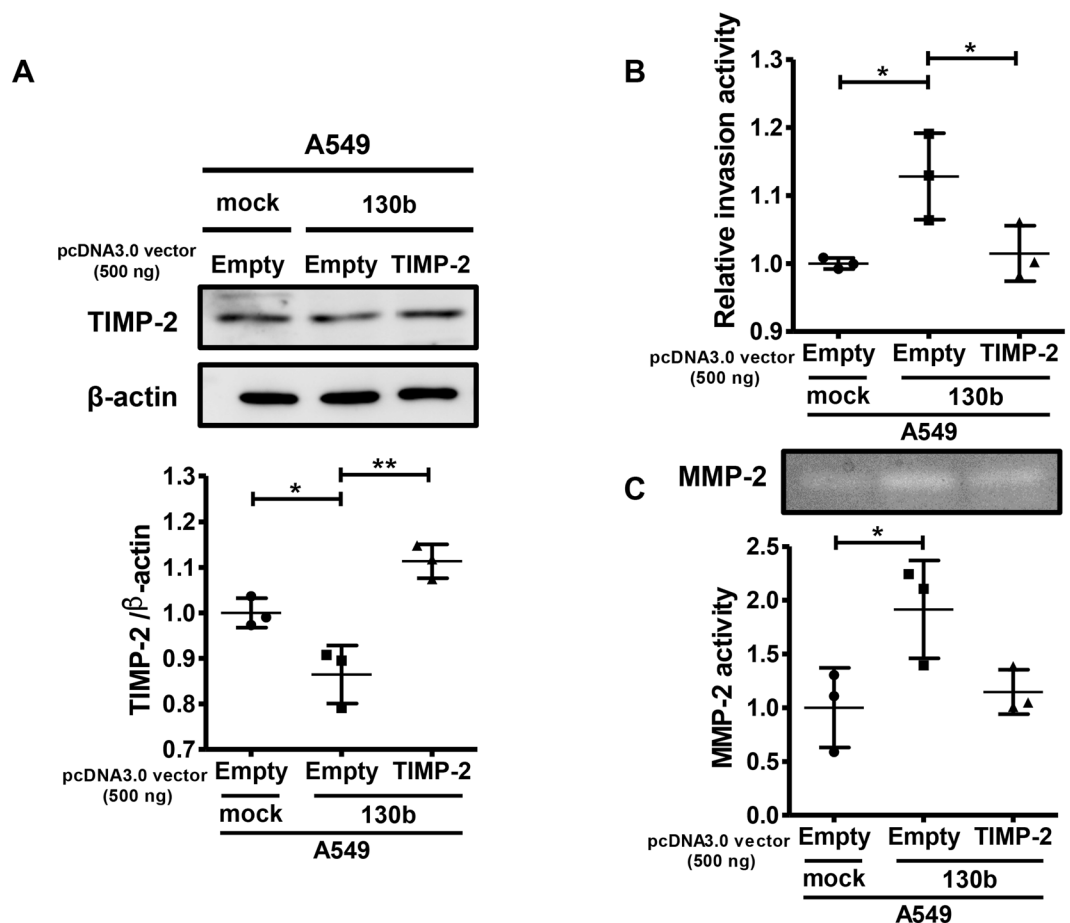 A
A549
mock 130b
pcDNA3.0 vector
(500 ng)
Empty Empty TIMP-2
TIMP-2
β-actin
1.3
1.2
1.1
1.0
0.9
0.8
0.7
TIMP-2 /β-actin
*
**
pcDNA3.0 vector
(500 ng)
Empty Empty TIMP-2
mock 130b
A549
B
1.3
1.2
1.1
1.0
0.9
Relative invasion activity
*
*
pcDNA3.0 vector
(500 ng)
Empty Empty TIMP-2
mock 130b
A549
C
MMP-2
2.5
2.0
1.5
1.0
0.5
0.0
MMP-2 activity
*
pcDNA3.0 vector
(500 ng)
Empty Empty TIMP-2
mock 130b
A549